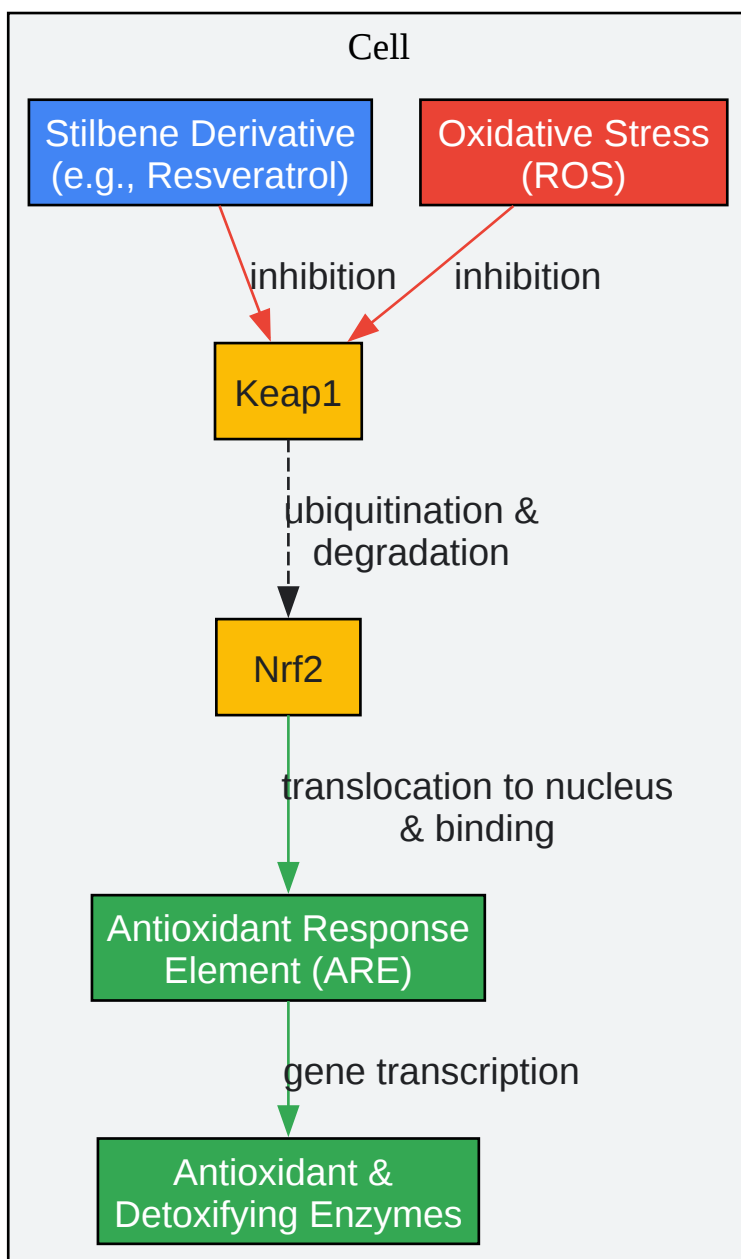 Cell
Stilbene Derivative
(e.g., Resveratrol)
Oxidative Stress
(ROS)
inhibition
inhibition
Keap1
ubiquitination &
degradation
Nrf2
translocation to nucleus
& binding
Antioxidant Response
Element (ARE)
gene transcription
Antioxidant &
Detoxifying Enzymes